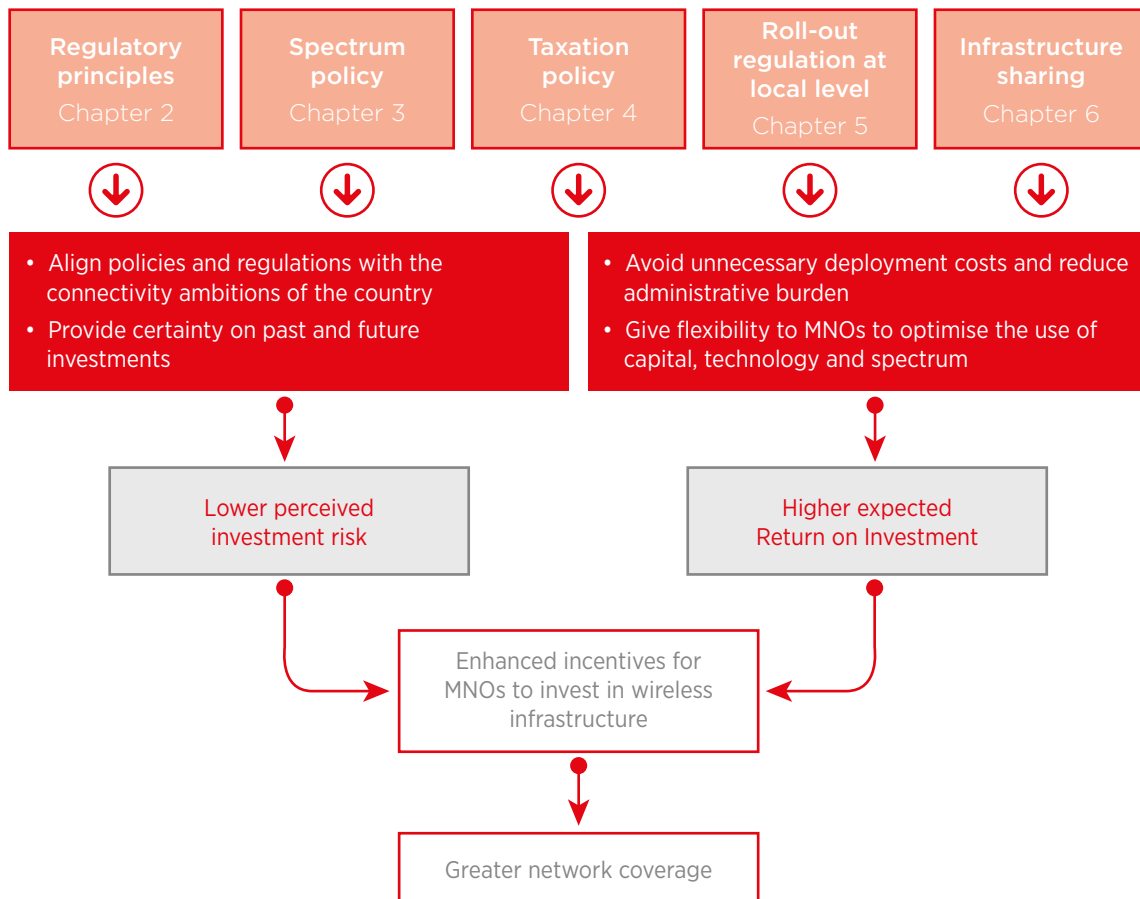 Regulatory
principles
Chapter 2
Spectrum
policy
Chapter 3
Taxation
policy
Chapter 4
Roll-out
regulation at
local level
Chapter 5
Infrastructure
sharing
Chapter 6
• Align policies and regulations with the
connectivity ambitions of the country
• Provide certainty on past and future
investments
• Avoid unnecessary deployment costs and reduce
administrative burden
• Give flexibility to MNOs to optimise the use of
capital, technology and spectrum
Lower perceived
investment risk
Higher expected
Return on Investment
Enhanced incentives for
MNOs to invest in wireless
infrastructure
Greater network coverage